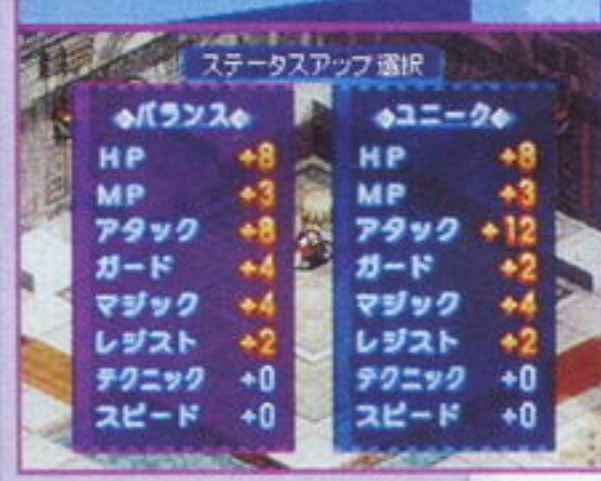 ステータスアップ選択
◆バランス◆
HP +8
MP +3
アタック +8
ガード +4
マジック +4
レジスト +2
テクニック +0
スピード +0
◆ユニーク◆
HP +8
MP +3
アタック +12
ガード +2
マジック +4
レジスト +2
テクニック +0
スピード +0